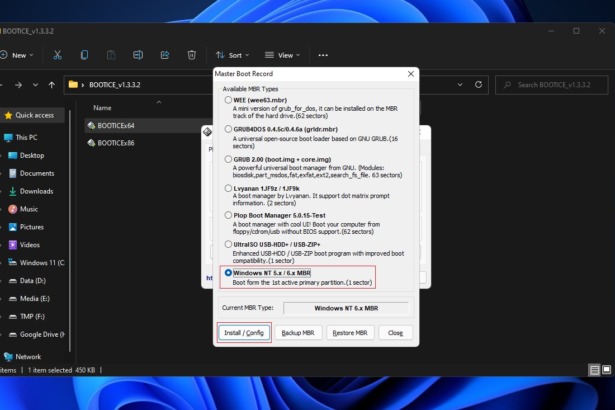 BOOTICE_v1.3.3.2
New
Sort
View
BOOTICE_v1.3.3.2
Search BOOTICE_v1.3.3.2
Quick access
This PC
Desktop
Documents
Downloads
Music
Pictures
Videos
Windows 11 (C
Data (D:)
Media (E:)
TMP (F:)
Google Drive (H
Network
Name
BOOTICEx64
BOOTICEx86
items
1 item selected 450 KB
Master Boot Record
Available MBR Types
WEE (wee63.mbr)
A mini version of grub_for_dos, it can be installed on the MBR
track of the hard drive.(62 sectors)
GRUB4DOS 0.4.5c/0.4.6a (grldr.mbr)
A universal open-source boot loader based on GNU GRUB.(16
sectors)
GRUB 2.00 (boot.img + core.img)
A powerful universal boot manager from GNU. (Modules:
biosdisk,part_msdos,fat,exfat,ext2,search_fs_file. 63 sectors)
Lvyanan 1JF9z / 1JF9k
A boot manager by Lvyanan. It support dot matrix prompt
information. (2 sectors)
Plop Boot Manager 5.0.15-Test
A boot manager with cool UI! Boot your computer from
floppy/cdrom/usb without BIOS support.(62 sectors)
UltraISO USB-HDD+ / USB-ZIP+
Enhanced USB-HDD / USB-ZIP boot program with improved boot
compatibility.(1 sector)
Windows NT 5.x / 6.x MBR
Boot form the 1st active primary partition.(1 sector)
Current MBR Type:
Windows NT 6.x MBR
Install / Config
Backup MBR
Restore MBR
Close
ht